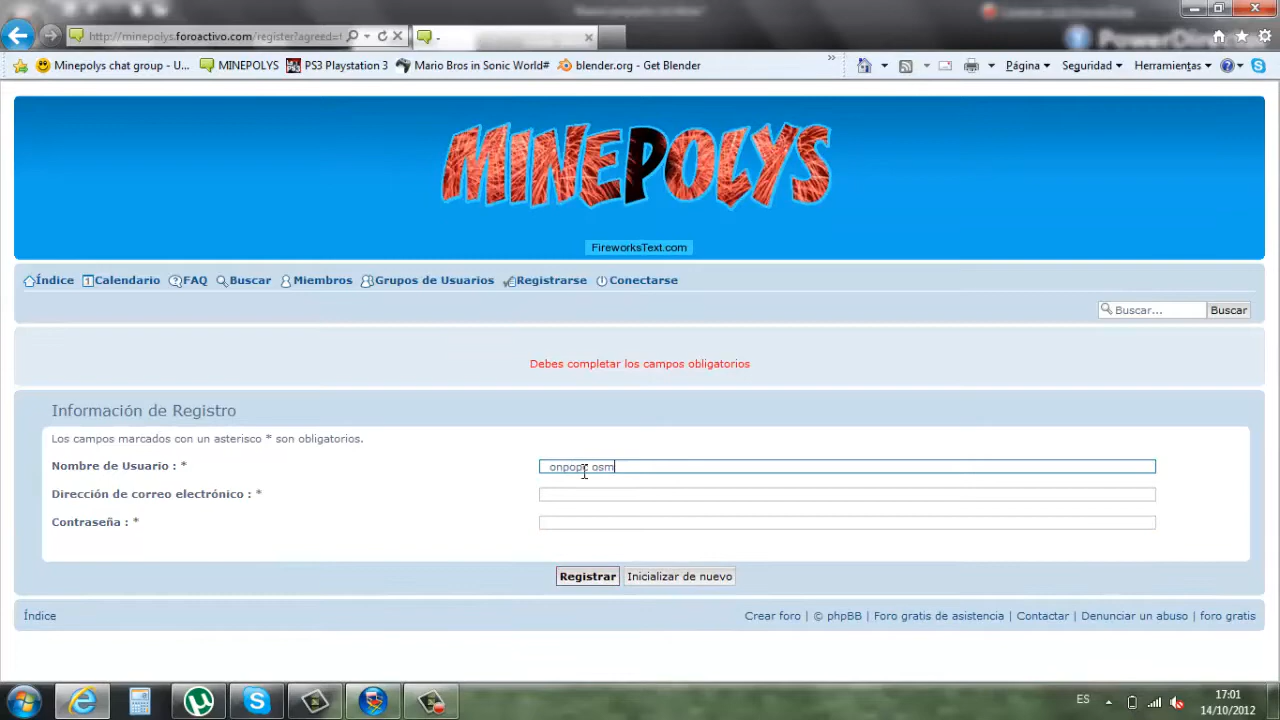 http://minepolys.foroactivo.com/register?agreed=t
-
Minepolys chat group - U...
MINEPOLYS
PS3 Playstation 3
Mario Bros in Sonic World#
blender.org - Get Blender
»
Página
Seguridad
Herramientas
MINEPOLYS
FireworksText.com
Índice
Calendario
FAQ
Buscar
Miembros
Grupos de Usuarios
Registrarse
Conectarse
Buscar...
Buscar
Debes completar los campos obligatorios
Información de Registro
Los campos marcados con un asterisco * son obligatorios.
Nombre de Usuario : *
osm
Dirección de correo electrónico : *
Contraseña : *
Registrar
Inicializar de nuevo
Índice
Crear foro | © phpBB | Foro gratis de asistencia | Contactar | Denunciar un abuso | foro gratis
ES
17:01
14/10/2012